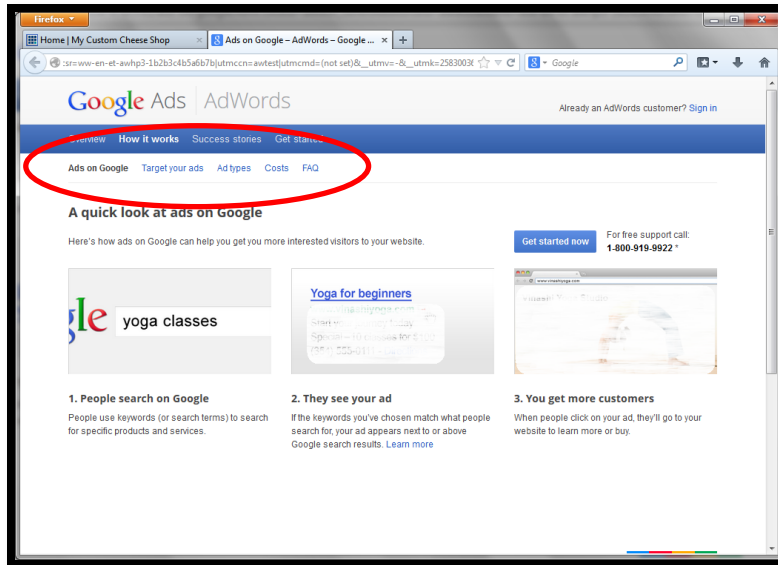 Firefox
Home | My Custom Cheese Shop
Ads on Google – AdWords – Google ...
:sr=ww-en-et-awhp3-1b2b3c4b5a6b7b|utmccn=awtest|utmcmd=(not set)&__utmv=-&__utmk=2583003
Google
Google Ads AdWords
Already an AdWords customer? Sign in
Overview How it works Success stories Get started
Ads on Google Target your ads Ad types Costs FAQ
A quick look at ads on Google
Here's how ads on Google can help you get you more interested visitors to your website.
Get started now
For free support call:
1-800-919-9922 *
gle yoga classes
Yoga for beginners
1. People search on Google
People use keywords (or search terms) to search
for specific products and services.
2. They see your ad
If the keywords you've chosen match what people
search for, your ad appears next to or above
Google search results. Learn more
3. You get more customers
When people click on your ad, they'll go to your
website to learn more or buy.